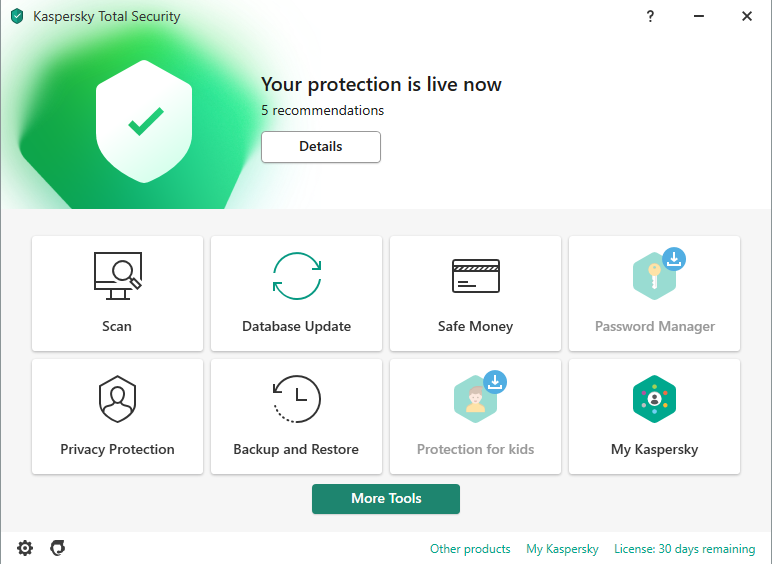 Kaspersky Total Security
?
Your protection is live now
5 recommendations
Details
Scan
Database Update
Safe Money
Password Manager
Privacy Protection
Backup and Restore
Protection for kids
My Kaspersky
More Tools
Other products
My Kaspersky
License: 30 days remaining